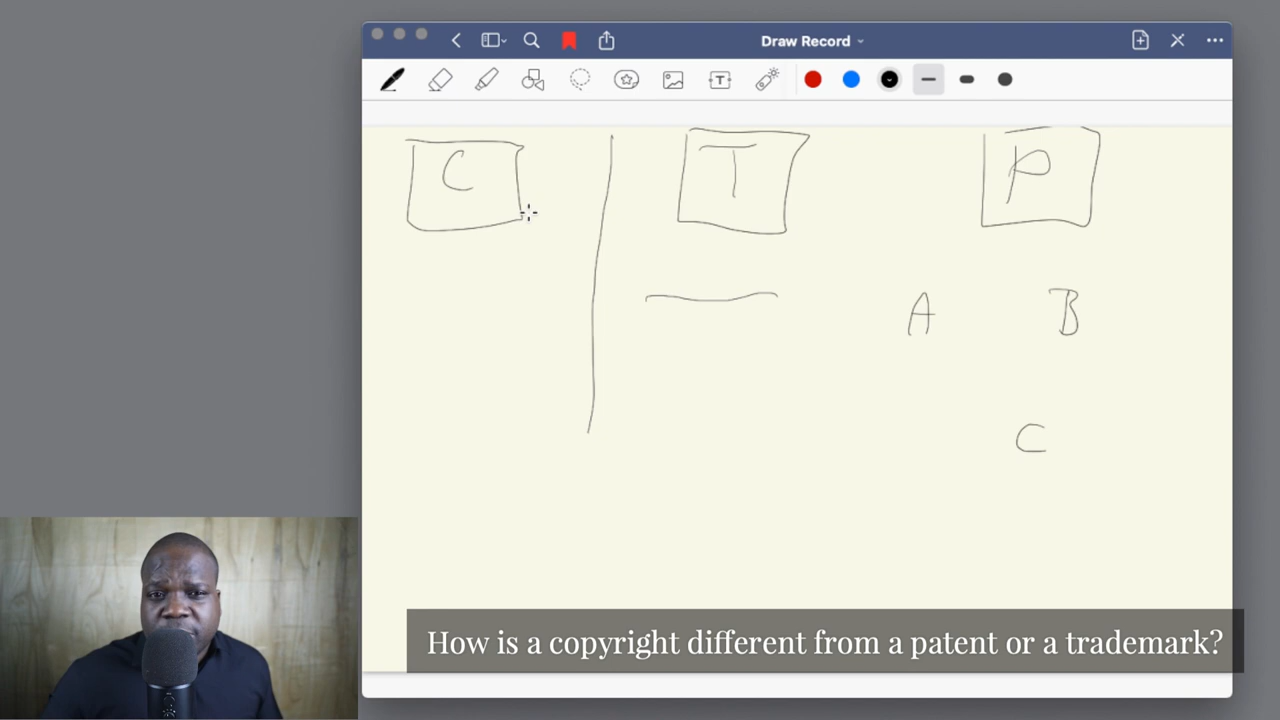 Draw Record
T
C
T
P
A
B
C
How is a copyright different from a patent or a trademark?